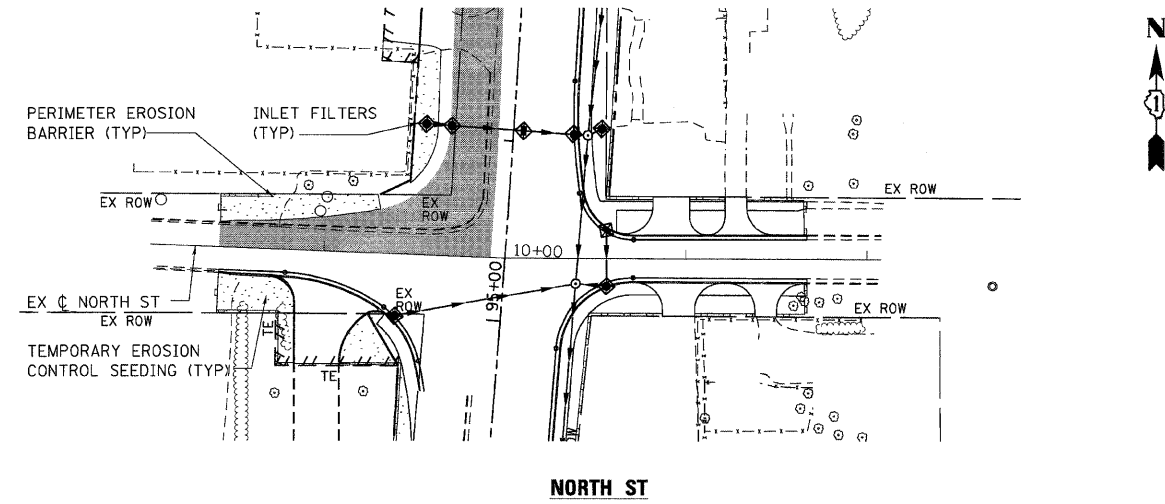 N
1
PERIMETER EROSION
BARRIER (TYP)
INLET FILTERS
(TYP)
EX ROW
EX
ROW
EX ROW
10+00
95+00
EX ℄ NORTH ST
EX ROW
EX
ROW
EX ROW
TE
TEMPORARY EROSION
CONTROL SEEDING (TYP)
TE
NORTH ST